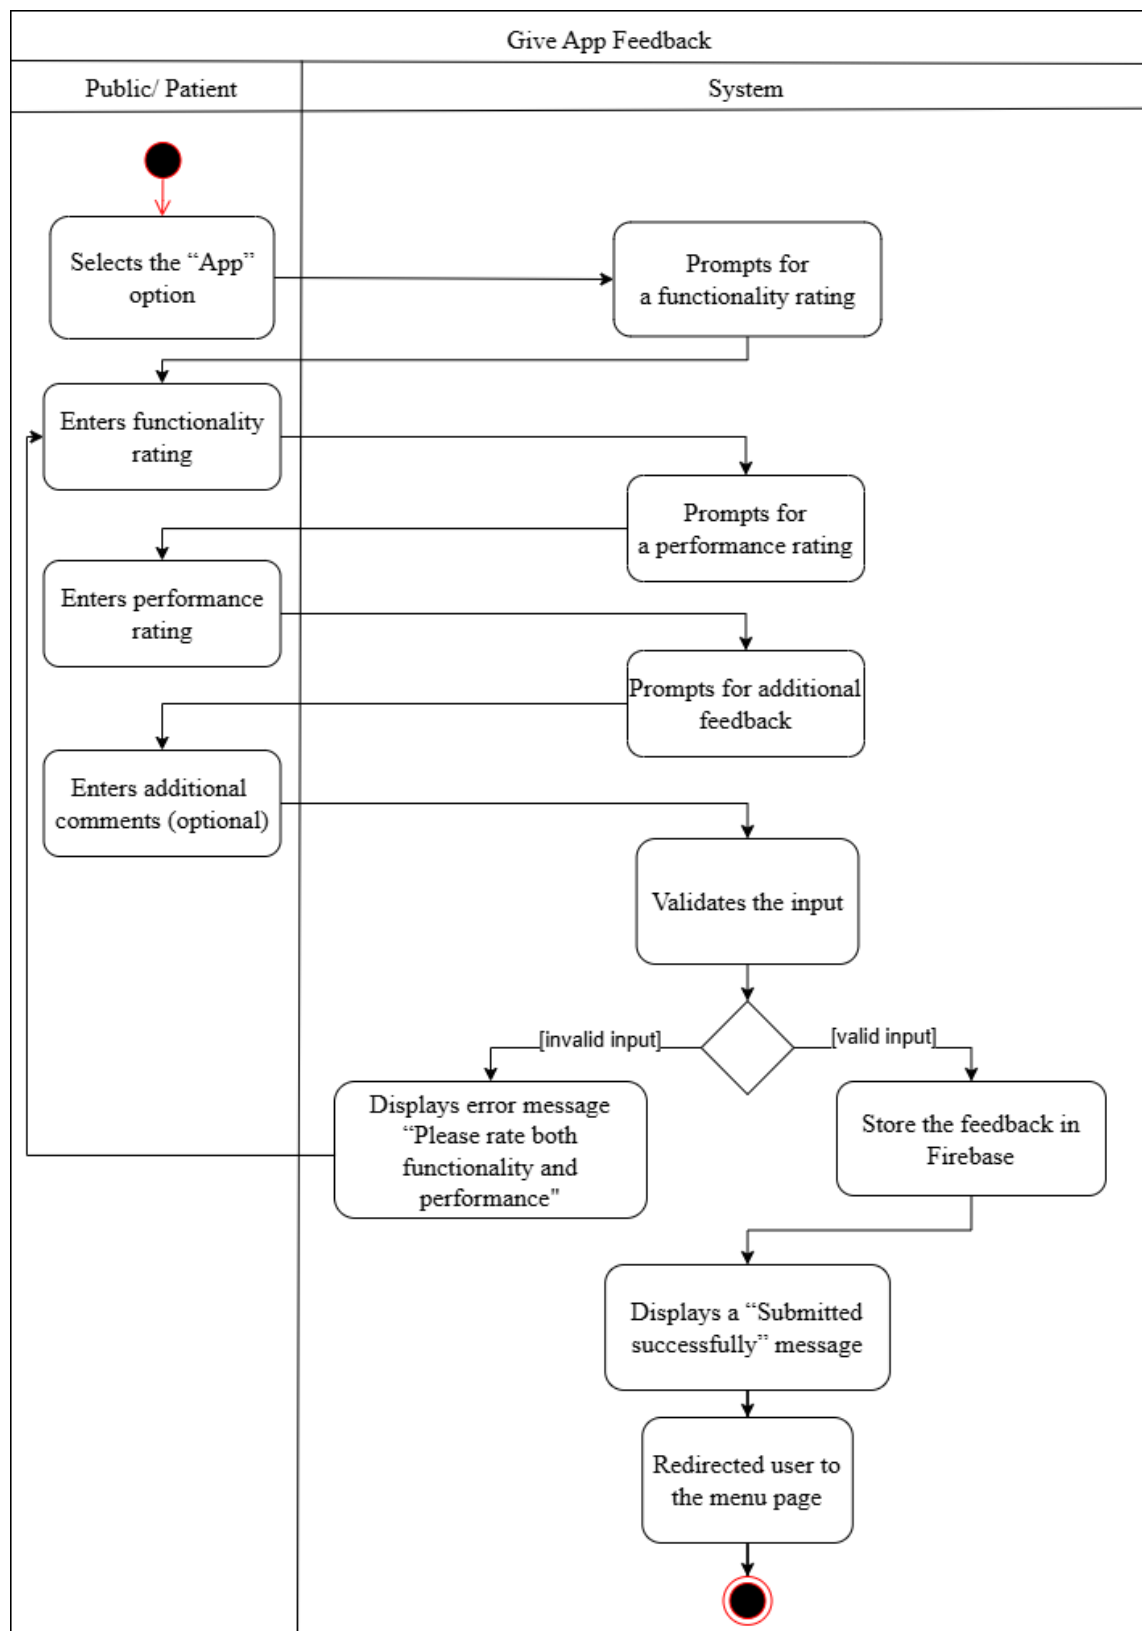 Give App Feedback
Public/ Patient
System
Selects the “App”
option
Prompts for
a functionality rating
Enters functionality
rating
Prompts for
a performance rating
Enters performance
rating
Prompts for additional
feedback
Enters additional
comments (optional)
Validates the input
[invalid input]
[valid input]
Displays error message
“Please rate both
functionality and
performance"
Store the feedback in
Firebase
Displays a “Submitted
successfully” message
Redirected user to
the menu page